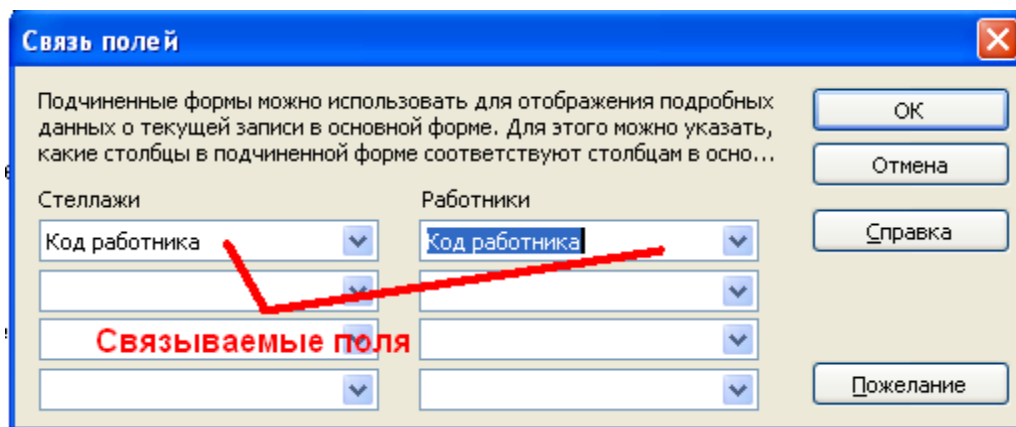 Связь полей
Подчиненные формы можно использовать для отображения подробных
данных о текущей записи в основной форме. Для этого можно указать,
какие столбцы в подчиненной форме соответствуют столбцам в осно...
ОК
Отмена
Справка
Стеллажи
Работники
Код работника
Код работника
Связываемые поля
Пожелание